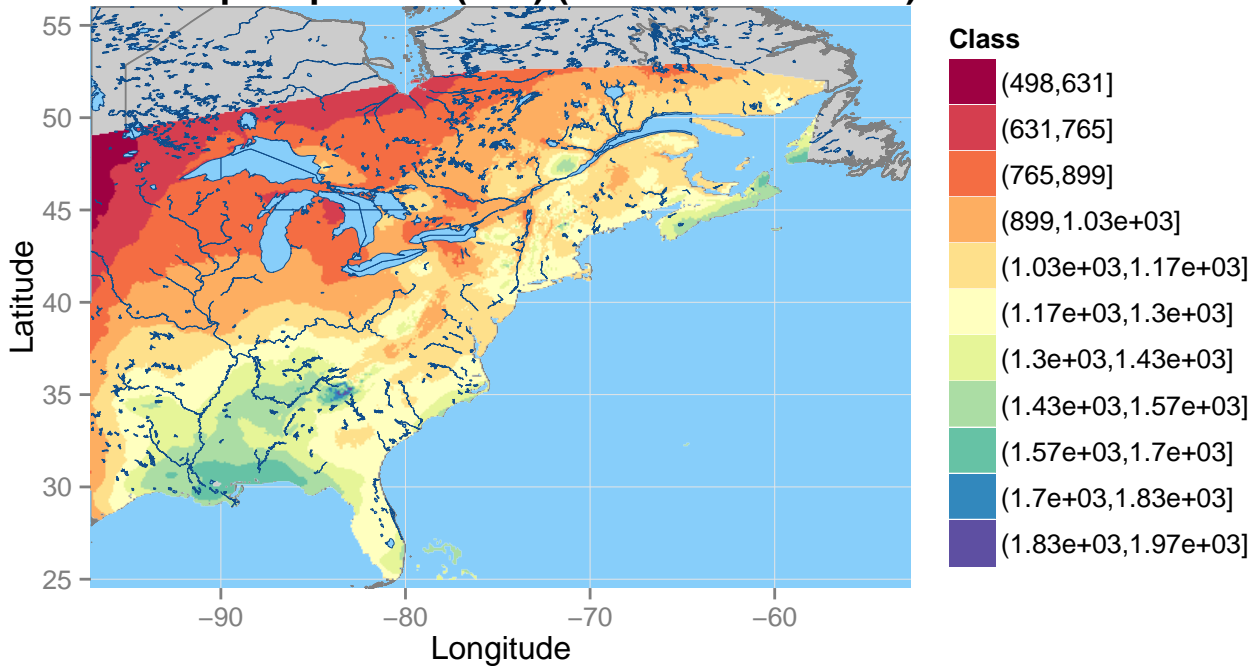 Class
(498,631]
(631,765]
(765,899]
(899,1.03e+03]
(1.03e+03,1.17e+03]
(1.17e+03,1.3e+03]
(1.3e+03,1.43e+03]
(1.43e+03,1.57e+03]
(1.57e+03,1.7e+03]
(1.7e+03,1.83e+03]
(1.83e+03,1.97e+03]
Latitude
55
50
45
40
35
30
25
−90
−80
−70
−60
Longitude